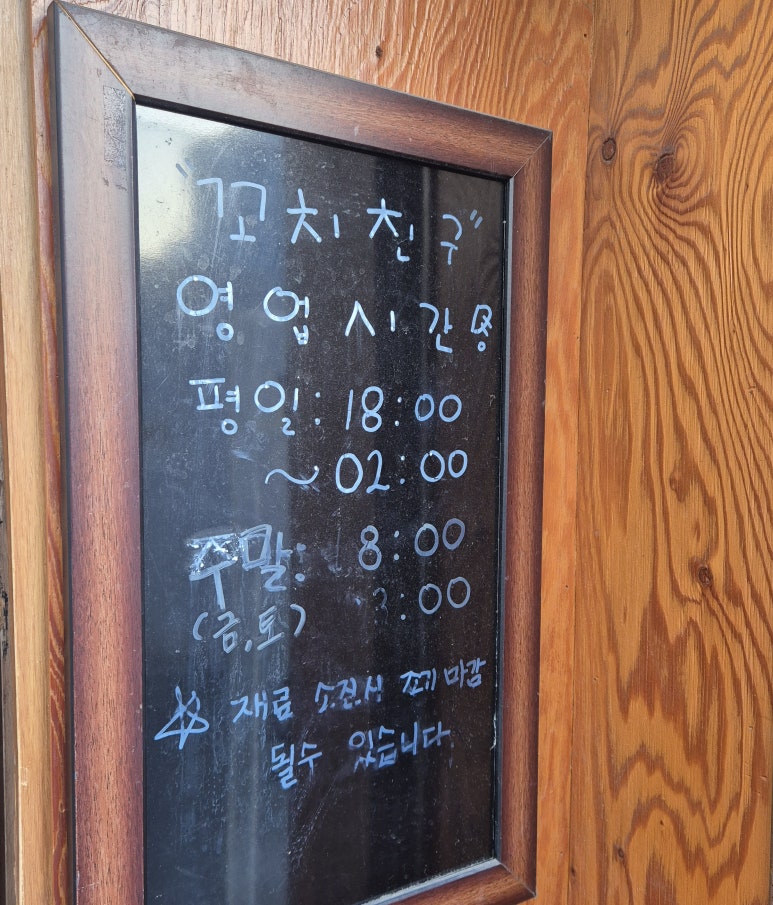 "꼬치친구"
영업시간
평일: 18:00
~02:00
주말: 8:00
(금,토) :00
☆ 재료 소진시 조기마감
될수 있습니다